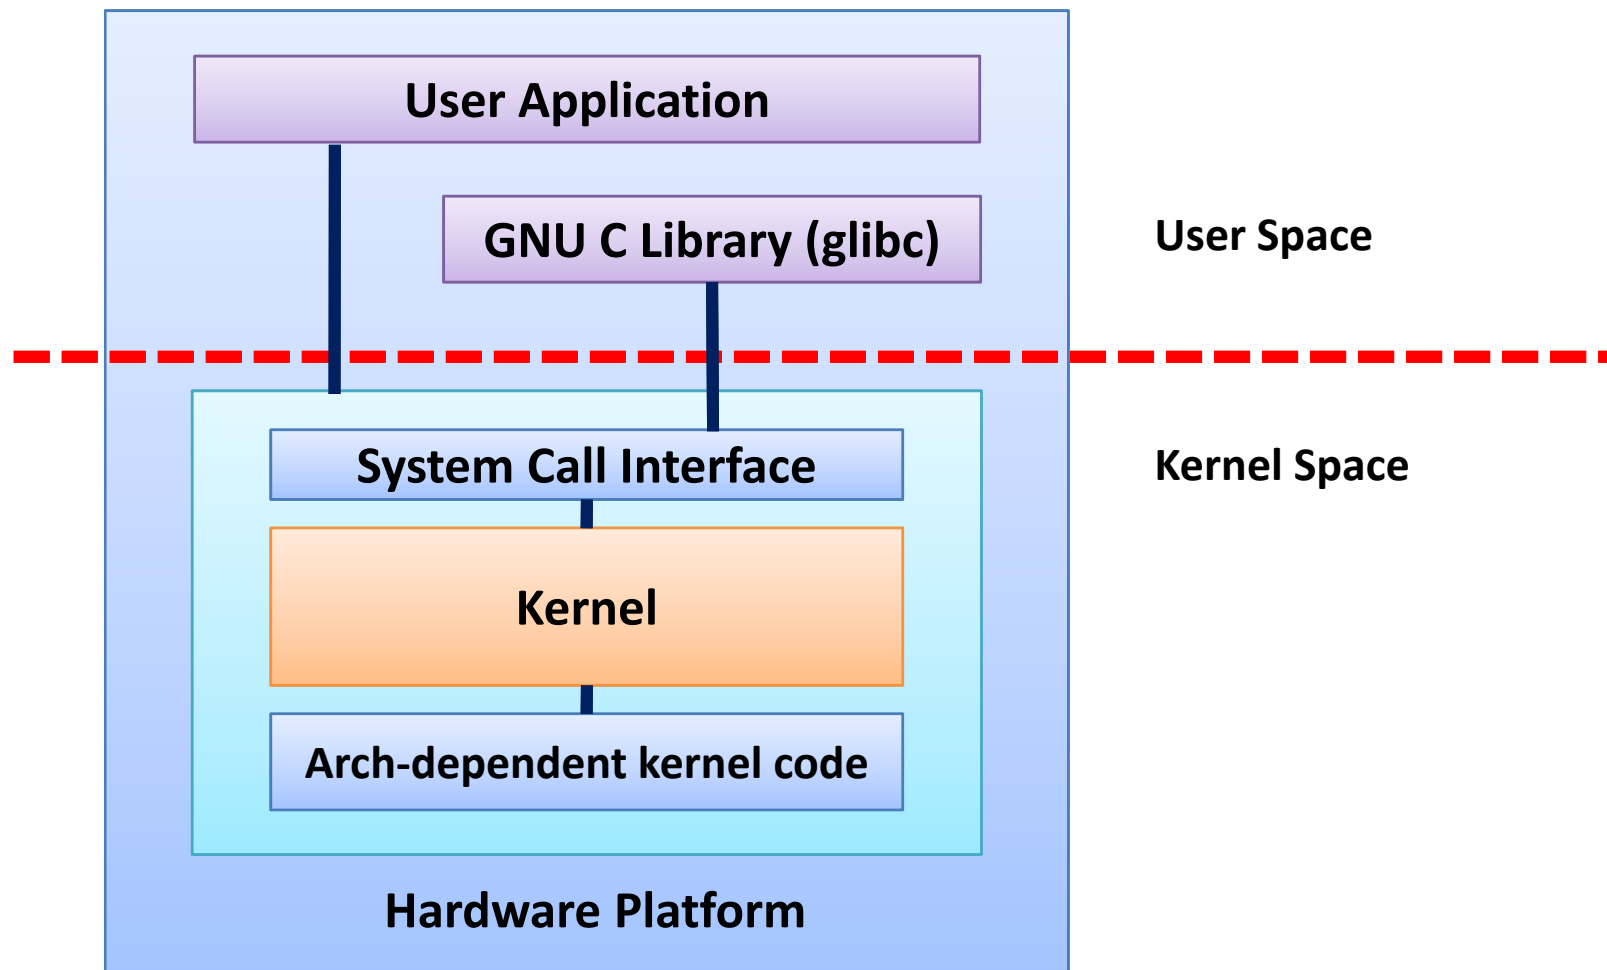 User Application
GNU C Library (glibc)
User Space
System Call Interface
Kernel Space
Kernel
Arch-dependent kernel code
Hardware Platform